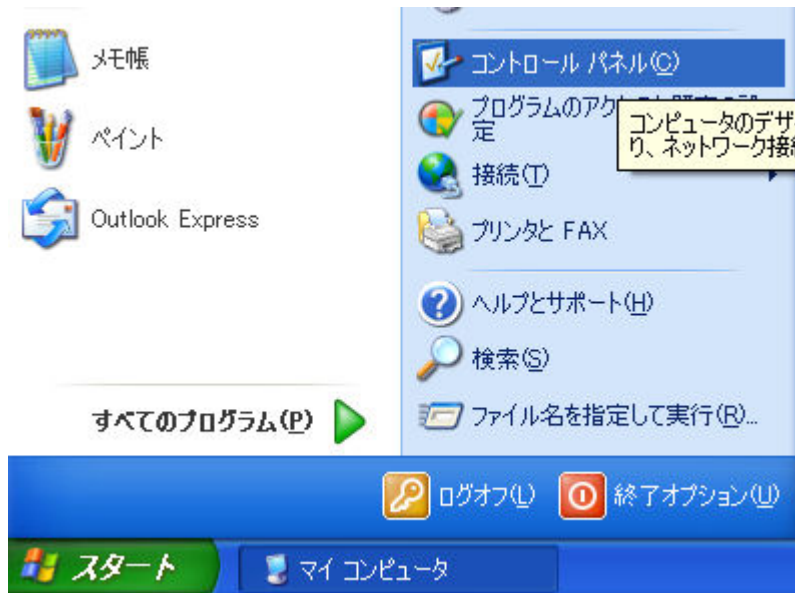 メモ帳
ペイント
Outlook Express
すべてのプログラム(P)
コントロール パネル(C)
プログラムのアク
定
コンピュータのデザ
り、ネットワーク接続
接続(T)
プリンタと FAX
ヘルプとサポート(H)
検索(S)
ファイル名を指定して実行(R)...
ログオフ(L)
終了オプション(U)
スタート
マイ コンピュータ